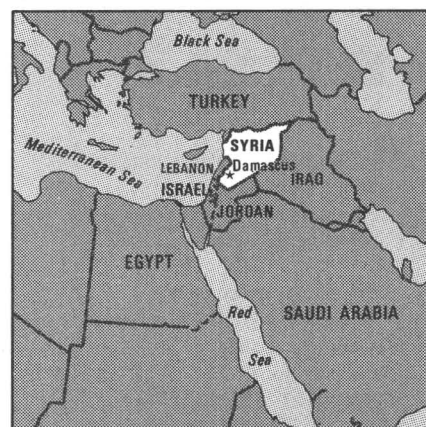 Black Sea
TURKEY
Mediterranean Sea
SYRIA
LEBANON
Damascus
ISRAEL
IRAQ
JORDAN
EGYPT
Red
Sea
SAUDI ARABIA